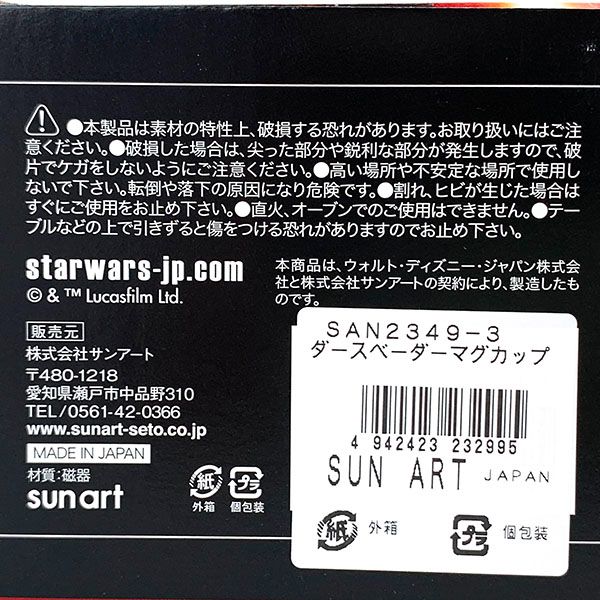 ●本製品は素材の特性上、破損する恐れがあります。お取り扱いにはご注
意ください。●破損した場合は、尖った部分や鋭利な部分が発生しますので、破
片でケガをしないようにご注意ください。●高い場所や不安定な場所で使用し
ないで下さい。転倒や落下の原因になり危険です。●割れ、ヒビが生じた場合は
すぐにご使用をお止め下さい。●直火、オーブンでのご使用はできません。●テー
ブルなどの上で引きずると傷をつける恐れがありますのでお止め下さい。
starwars-jp.com
© & ™ Lucasfilm Ltd.
本商品は、ウォルト・ディズニー・ジャパン株式会
社と株式会社サンアートの契約により、製造したも
のです。
販売元
株式会社サンアート
〒480-1218
愛知県瀬戸市中品野町310
TEL/0561-42-0366
www.sunart-seto.co.jp
MADE IN JAPAN
材質:磁器
sunart
紙
外箱
プラ
個包装
SAN2349-3
ダースベーダーマグカップ
4 942423 232995
SUN ART JAPAN
紙
外箱
プラ
個包装